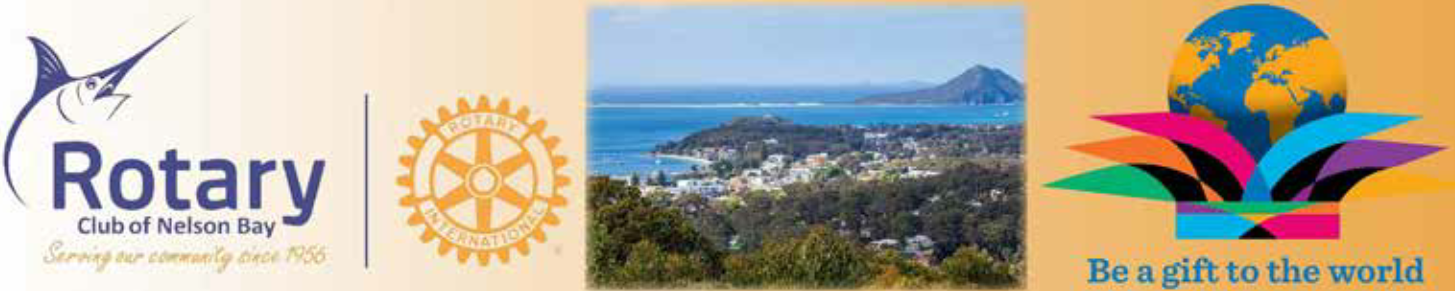 Rotary
Club of Nelson Bay
Serving our community since 1956
ROTARY
INTERNATIONAL
®
Be a gift to the world